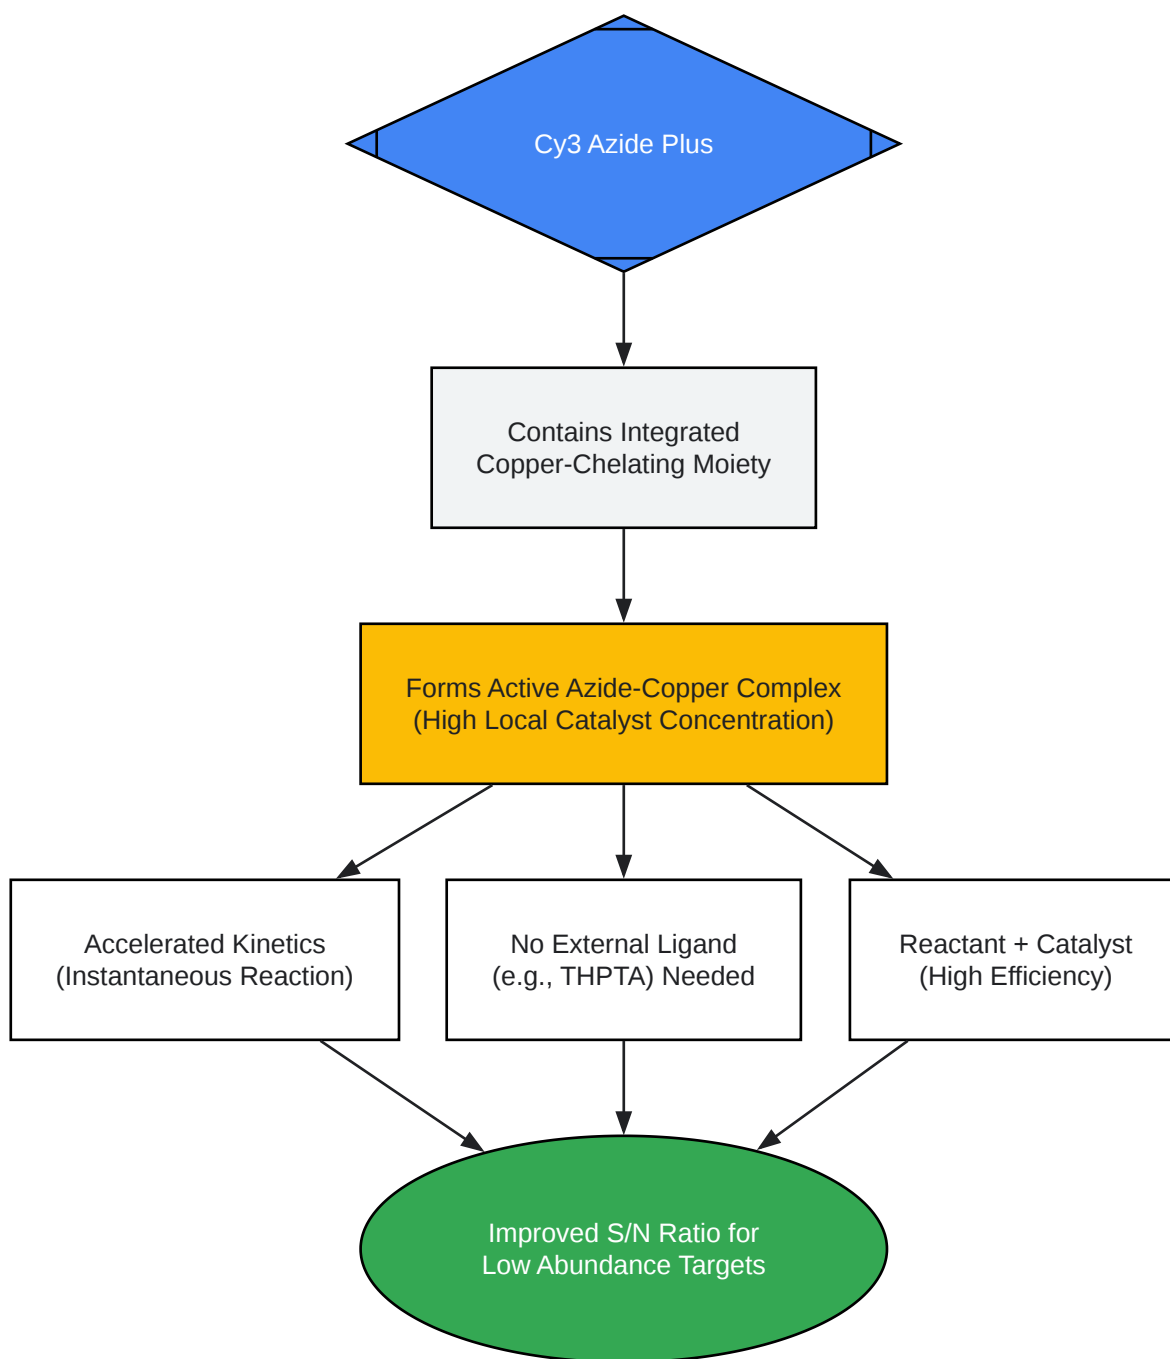 Cy3 Azide Plus
Contains Integrated
Copper-Chelating Moiety
Forms Active Azide-Copper Complex
(High Local Catalyst Concentration)
Accelerated Kinetics
(Instantaneous Reaction)
No External Ligand
(e.g., THPTA) Needed
Reactant + Catalyst
(High Efficiency)
Improved S/N Ratio for
Low Abundance Targets